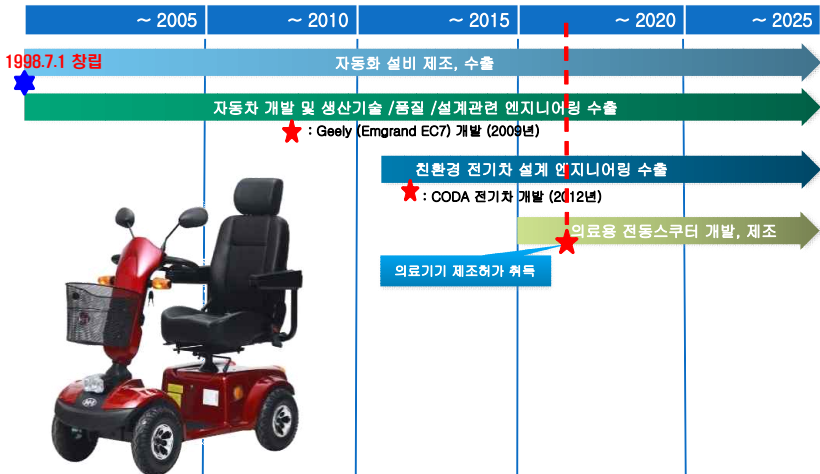 ~ 2005
~ 2010
~ 2015
~ 2020
~ 2025
1998.7.1 창립
자동화 설비 제조, 수출
자동차 개발 및 생산기술 /품질 /설계관련 엔지니어링 수출
: Geely (Emgrand EC7) 개발 (2009년)
친환경 전기차 설계 엔지니어링 수출
: CODA 전기차 개발 (2012년)
의료용 전동스쿠터 개발, 제조
의료기기 제조허가 취득